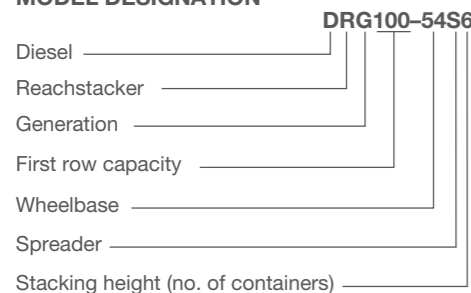 MODEL DESIGNATION
DRG100–54S6
Diesel
Reachstacker
Generation
First row capacity
Wheelbase
Spreader
Stacking height (no. of containers)